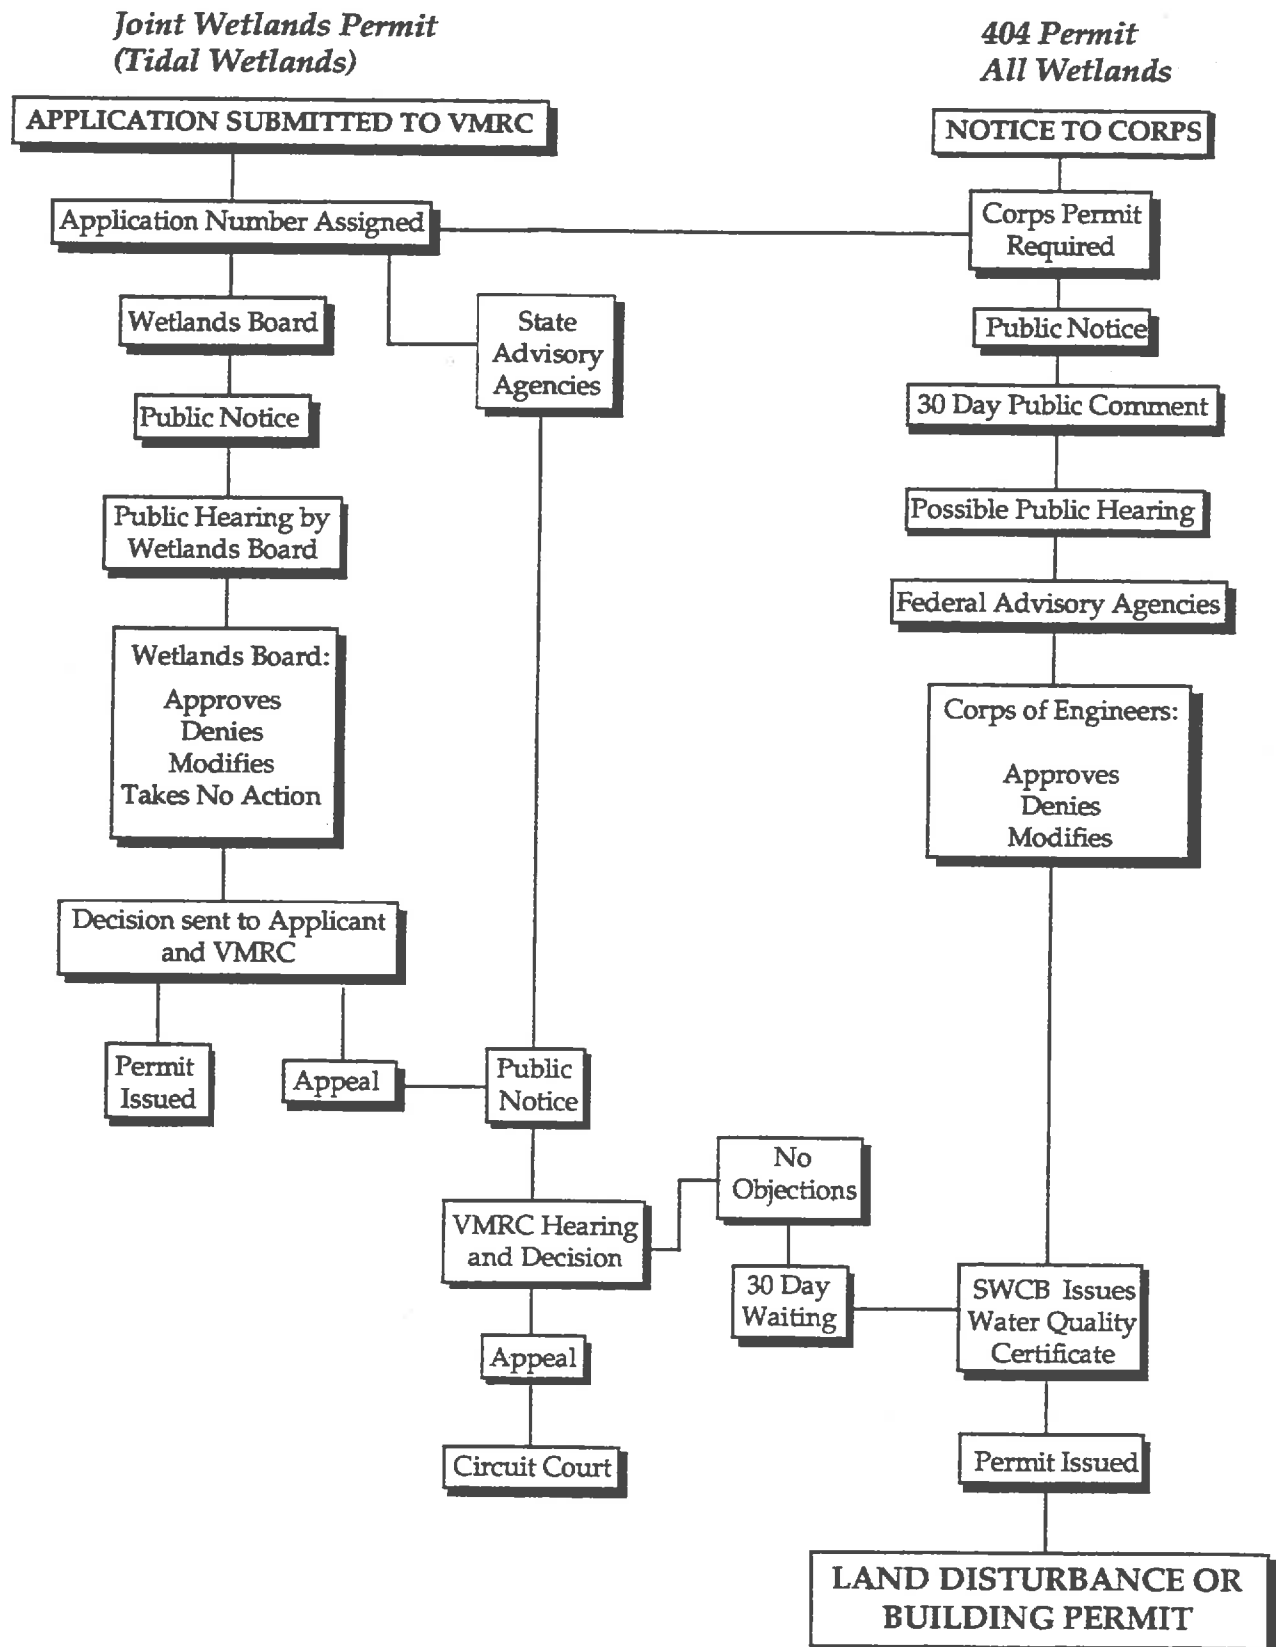 Joint Wetlands Permit
(Tidal Wetlands)
404 Permit
All Wetlands
APPLICATION SUBMITTED TO VMRC
NOTICE TO CORPS
Application Number Assigned
Corps Permit
Required
Wetlands Board
State
Advisory
Agencies
Public Notice
Public Notice
30 Day Public Comment
Public Hearing by
Wetlands Board
Possible Public Hearing
Federal Advisory Agencies
Wetlands Board:
Approves
Denies
Modifies
Takes No Action
Corps of Engineers:
Approves
Denies
Modifies
Decision sent to Applicant
and VMRC
Permit
Issued
Appeal
Public
Notice
No
Objections
VMRC Hearing
and Decision
30 Day
Waiting
SWCB Issues
Water Quality
Certificate
Appeal
Circuit Court
Permit Issued
LAND DISTURBANCE OR
BUILDING PERMIT